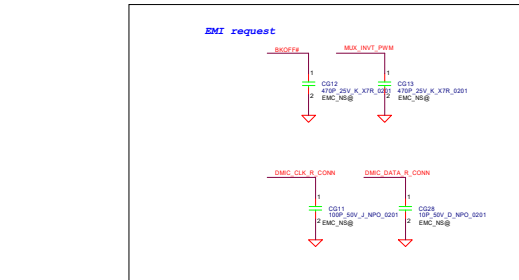 EMI request
BKOFF#
MUX_INVT_PWM
1
CG12
470P_25V_K_X7R_0201
2
EMC_NS@
1
CG13
470P_25V_K_X7R_0201
2
EMC_NS@
DMIC_CLK_R_CONN
DMIC_DATA_R_CONN
1
CG11
100P_50V_J_NPO_0201
2
EMC_NS@
1
CG28
10P_50V_D_NPO_0201
2
EMC_NS@